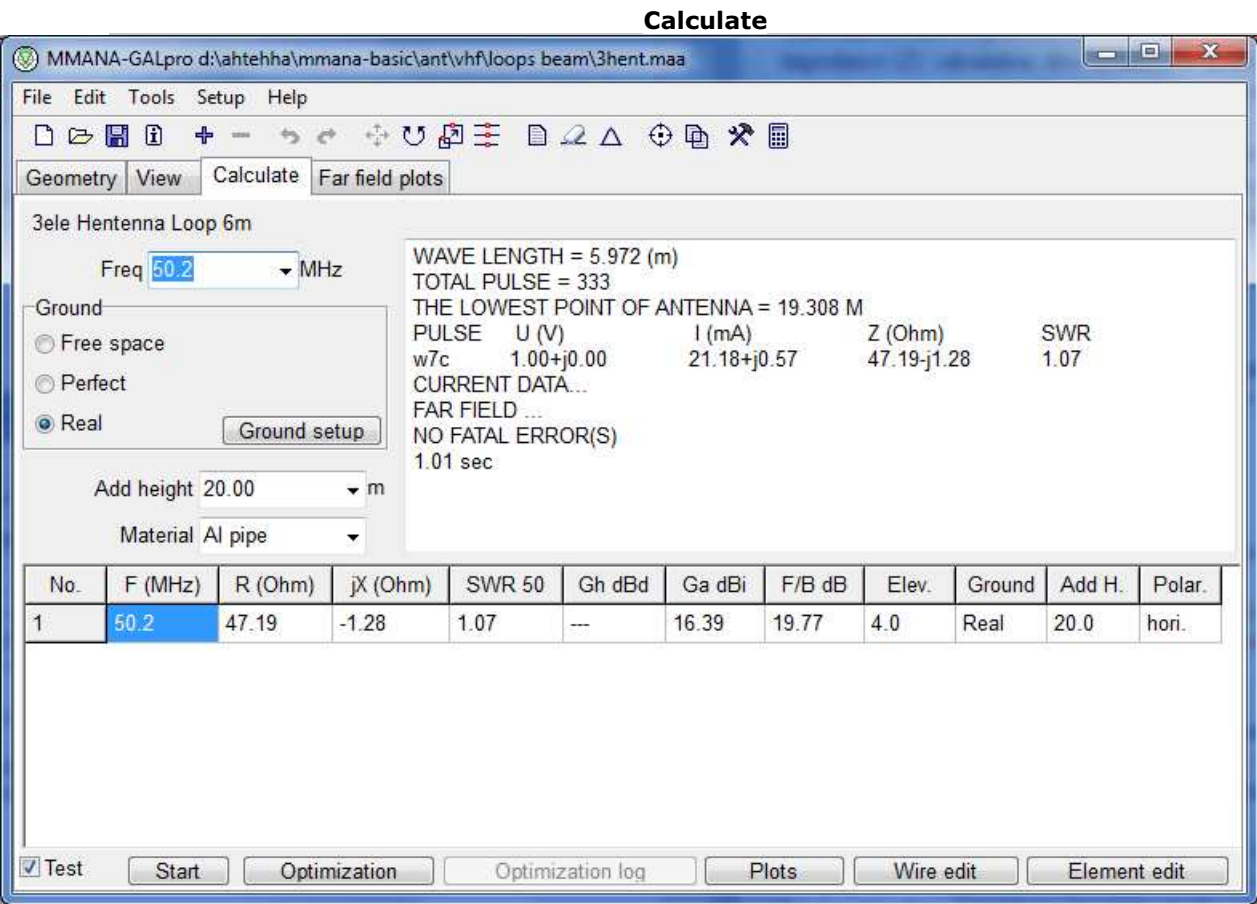 Calculate
MMANA-GALpro d:\ahtehha\mmana-basic\ant\vhf\loops beam\3hent.maa
File Edit Tools Setup Help
Geometry View Calculate Far field plots
3ele Hentenna Loop 6m
Freq 50.2 MHz
Ground
Free space
Perfect
Real Ground setup
Add height 20.00 m
Material Al pipe
WAVE LENGTH = 5.972 (m)
TOTAL PULSE = 333
THE LOWEST POINT OF ANTENNA = 19.308 M
PULSE U (V) I (mA) Z (Ohm) SWR
w7c 1.00+j0.00 21.18+j0.57 47.19-j1.28 1.07
CURRENT DATA...
FAR FIELD ...
NO FATAL ERROR(S)
1.01 sec
No. F (MHz) R (Ohm) jX (Ohm) SWR 50 Gh dBd Ga dBi F/B dB Elev. Ground Add H. Polar.
1 50.2 47.19 -1.28 1.07 --- 16.39 19.77 4.0 Real 20.0 hori.
Test Start Optimization Optimization log Plots Wire edit Element edit